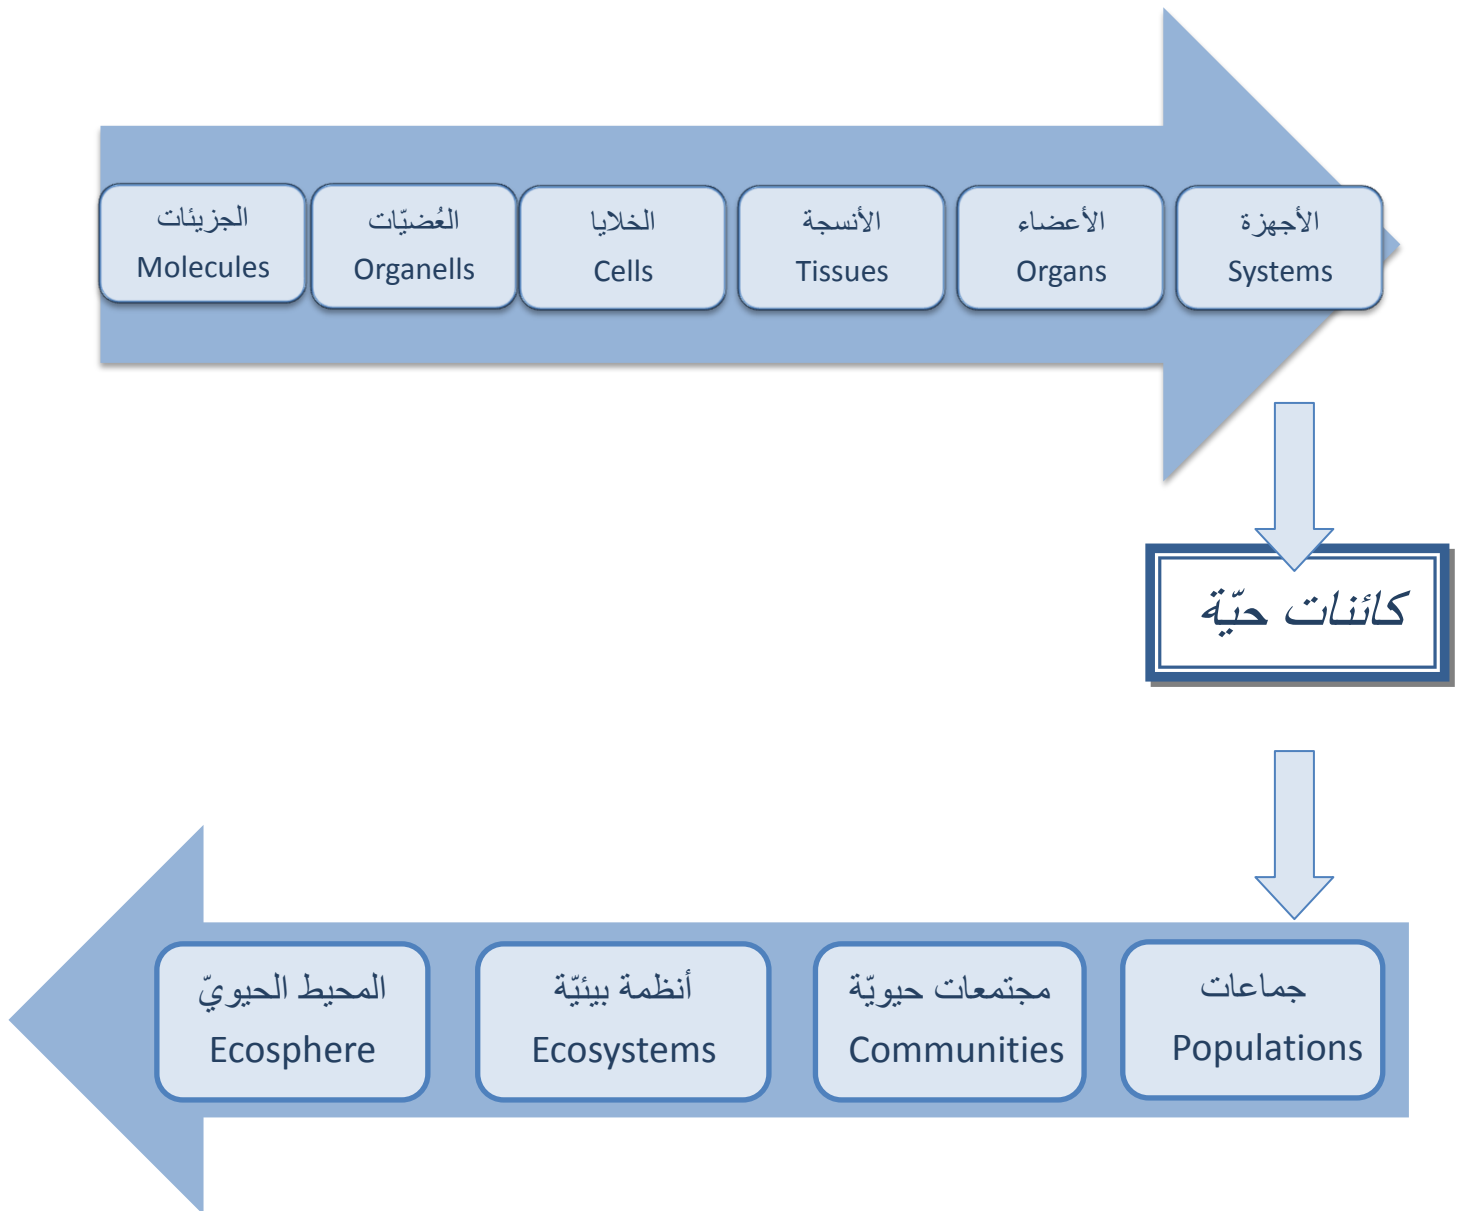 الجزيئات
Molecules
العُضيّات
Organells
الخلايا
Cells
الأنسجة
Tissues
الأعضاء
Organs
الأجهزة
Systems
كائنات حيّة
جماعات
Populations
مجتمعات حيويّة
Communities
أنظمة بيئيّة
Ecosystems
المحيط الحيويّ
Ecosphere